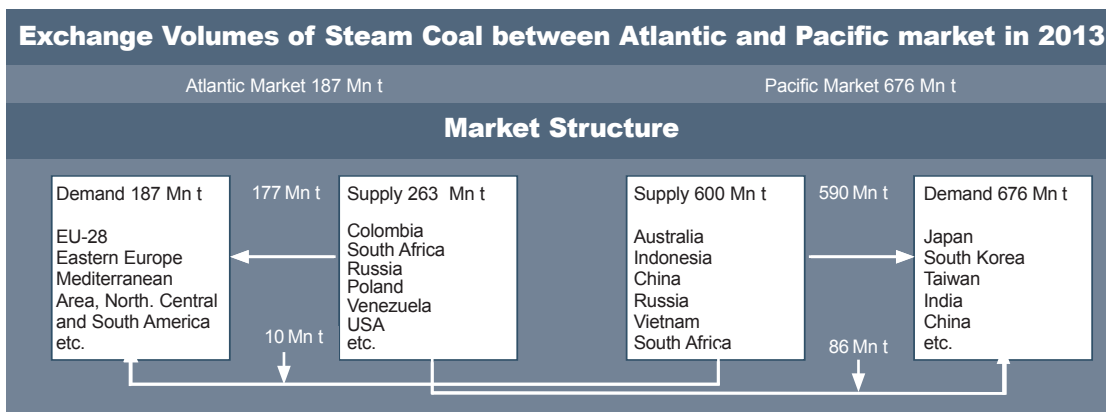 Exchange Volumes of Steam Coal between Atlantic and Pacific market in 2013
Atlantic Market 187 Mn t
Pacific Market 676 Mn t
Market Structure
Demand 187 Mn t
EU-28
Eastern Europe
Mediterranean
Area, North. Central
and South America
etc.
177 Mn t
Supply 263 Mn t
Colombia
South Africa
Russia
Poland
Venezuela
USA
etc.
10 Mn t
Supply 600 Mn t
Australia
Indonesia
China
Russia
Vietnam
South Africa
590 Mn t
Demand 676 Mn t
Japan
South Korea
Taiwan
India
China
etc.
86 Mn t